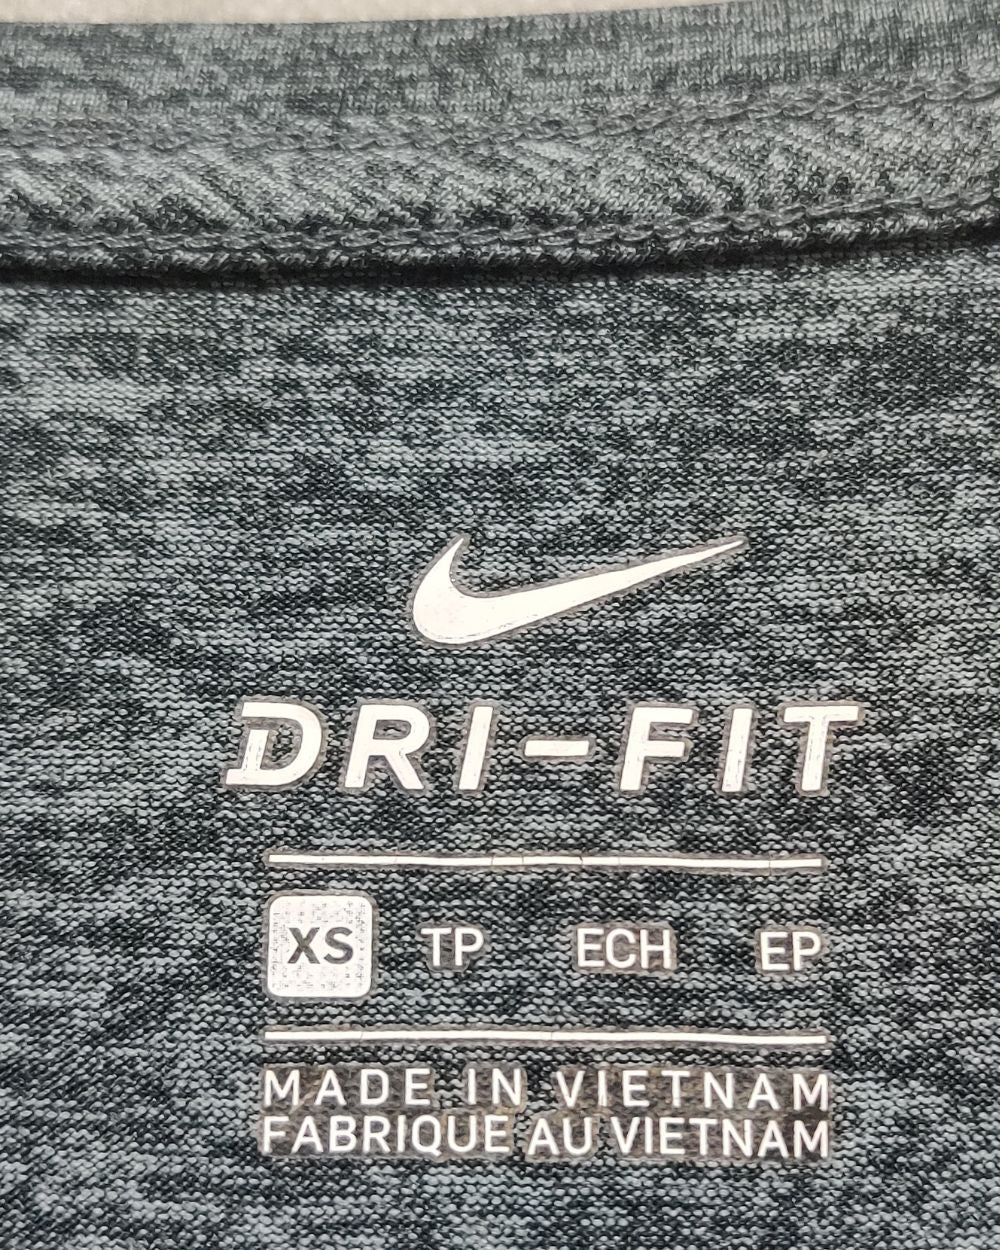 DRI-FIT
XS TP ECH EP
MADE IN VIETNAM
FABRIQUE AU VIETNAM